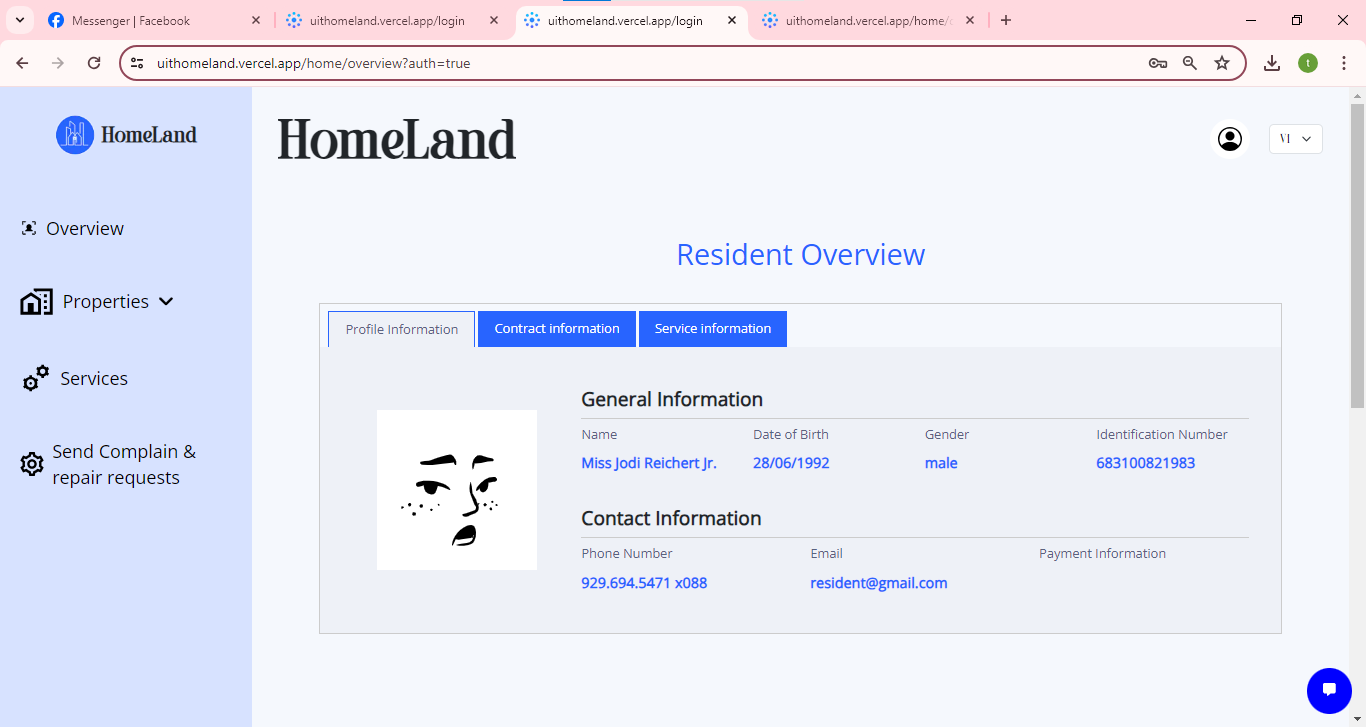 Messenger | Facebook
uithomeland.vercel.app/login
uithomeland.vercel.app/login
uithomeland.vercel.app/home/
uithomeland.vercel.app/home/overview?auth=true
t
HomeLand
HomeLand
VI
Overview
Properties
Services
Send Complain &
repair requests
Resident Overview
Profile Information
Contract information
Service information
General Information
Name Date of Birth Gender Identification Number
Miss Jodi Reichert Jr. 28/06/1992 male 683100821983
Contact Information
Phone Number Email Payment Information
929.694.5471 x088 resident@gmail.com